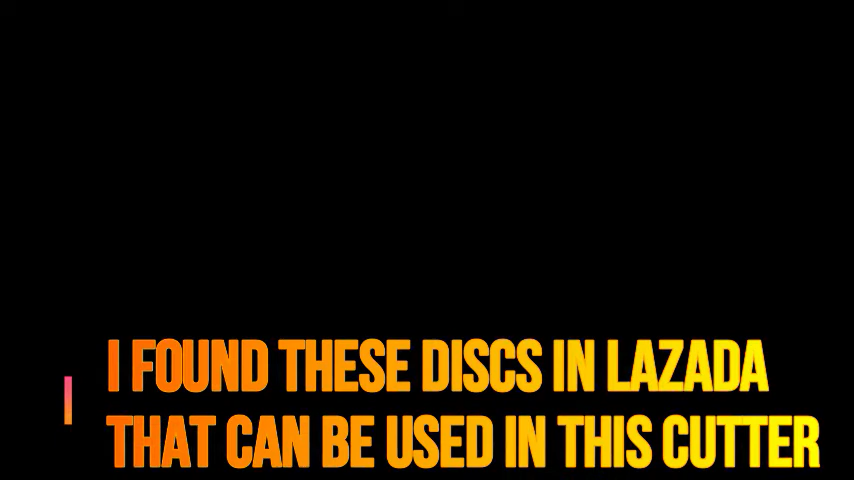 I FOUND THESE DISCS IN LAZADA
THAT CAN BE USED IN THIS CUTTER